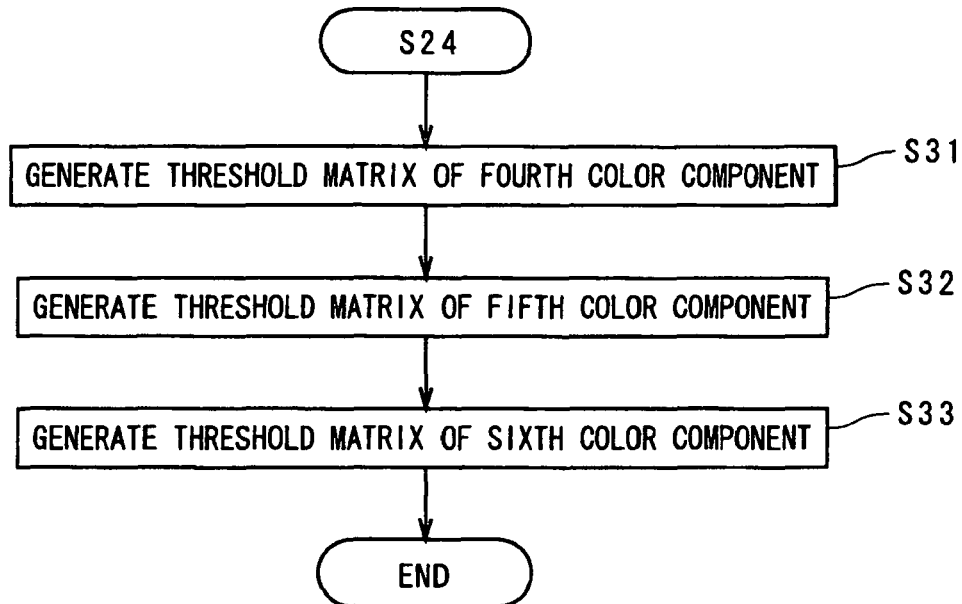 S24
S31
GENERATE THRESHOLD MATRIX OF FOURTH COLOR COMPONENT
S32
GENERATE THRESHOLD MATRIX OF FIFTH COLOR COMPONENT
S33
GENERATE THRESHOLD MATRIX OF SIXTH COLOR COMPONENT
END